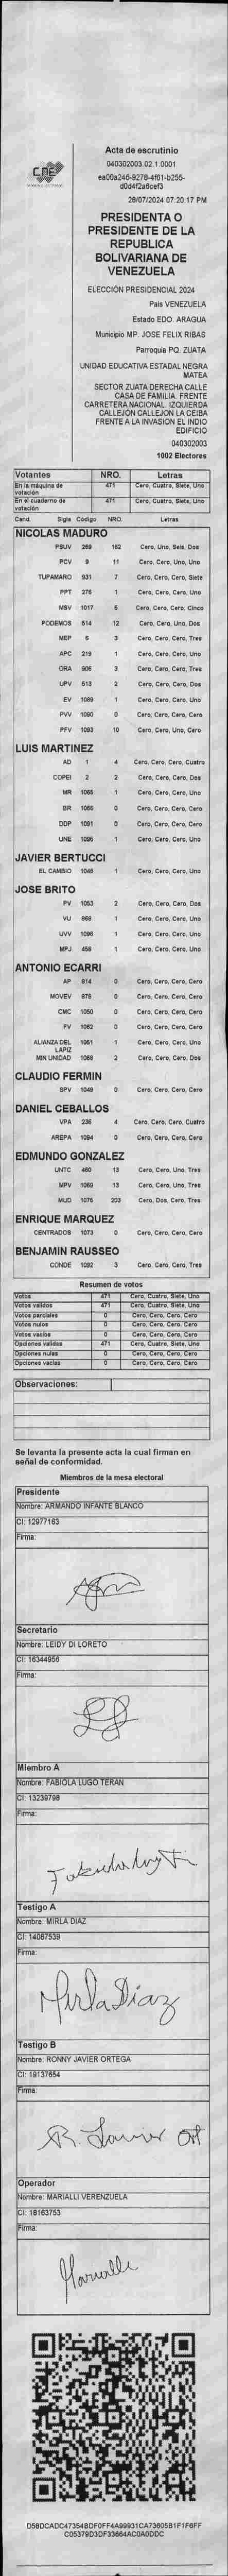 CNE
Acta de escrutinio
040302003.02.1.0001
ea00a246-9278-4f61-b255-
d0d4f2a6cef3
28/07/2024 07:20:17 PM
PRESIDENTA O
PRESIDENTE DE LA
REPUBLICA
BOLIVARIANA DE
VENEZUELA
ELECCIÓN PRESIDENCIAL 2024
País VENEZUELA
Estado EDO. ARAGUA
Municipio MP. JOSE FELIX RIBAS
Parroquia PQ. ZUATA
UNIDAD EDUCATIVA ESTADAL NEGRA
MATEA
SECTOR ZUATA DERECHA CALLE
CASA DE FAMILIA. FRENTE
CARRETERA NACIONAL. IZQUIERDA
CALLEJÓN CALLEJON LA CEIBA
FRENTE A LA INVASION EL INDIO
EDIFICIO
040302003
1002 Electores
Votantes NRO. Letras
En la máquina de votación 471 Cero, Cuatro, Siete, Uno
En el cuaderno de votación 471 Cero, Cuatro, Siete, Uno
Cand. Sigla Código NRO. Letras
NICOLAS MADURO
PSUV 269 162 Cero, Uno, Seis, Dos
PCV 9 11 Cero, Cero, Uno, Uno
TUPAMARO 931 7 Cero, Cero, Cero, Siete
PPT 276 1 Cero, Cero, Cero, Uno
MSV 1017 5 Cero, Cero, Cero, Cinco
PODEMOS 514 12 Cero, Cero, Uno, Dos
MEP 6 3 Cero, Cero, Cero, Tres
APC 219 1 Cero, Cero, Cero, Uno
ORA 906 3 Cero, Cero, Cero, Tres
UPV 513 2 Cero, Cero, Cero, Dos
EV 1089 1 Cero, Cero, Cero, Uno
PVV 1090 0 Cero, Cero, Cero, Cero
PFV 1093 10 Cero, Cero, Uno, Cero
LUIS MARTINEZ
AD 1 4 Cero, Cero, Cero, Cuatro
COPEI 2 2 Cero, Cero, Cero, Dos
MR 1065 1 Cero, Cero, Cero, Uno
BR 1066 0 Cero, Cero, Cero, Cero
DDP 1091 0 Cero, Cero, Cero, Cero
UNE 1096 1 Cero, Cero, Cero, Uno
JAVIER BERTUCCI
EL CAMBIO 1049 1 Cero, Cero, Cero, Uno
JOSE BRITO
PV 1053 2 Cero, Cero, Cero, Dos
VU 868 1 Cero, Cero, Cero, Uno
UVV 1098 1 Cero, Cero, Cero, Uno
MPJ 458 1 Cero, Cero, Cero, Uno
ANTONIO ECARRI
AP 914 0 Cero, Cero, Cero, Cero
MOVEV 978 0 Cero, Cero, Cero, Cero
CMC 1050 0 Cero, Cero, Cero, Cero
FV 1062 0 Cero, Cero, Cero, Cero
ALIANZA DEL LAPIZ 1051 1 Cero, Cero, Cero, Uno
MIN UNIDAD 1068 2 Cero, Cero, Cero, Dos
CLAUDIO FERMIN
SPV 1048 0 Cero, Cero, Cero, Cero
DANIEL CEBALLOS
VPA 236 4 Cero, Cero, Cero, Cuatro
AREPA 1094 0 Cero, Cero, Cero, Cero
EDMUNDO GONZALEZ
UNTC 460 13 Cero, Cero, Uno, Tres
MPV 1069 13 Cero, Cero, Uno, Tres
MUD 1075 203 Cero, Dos, Cero, Tres
ENRIQUE MARQUEZ
CENTRADOS 1073 0 Cero, Cero, Cero, Cero
BENJAMIN RAUSSEO
CONDE 1092 3 Cero, Cero, Cero, Tres
Resumen de votos
Votos 471 Cero, Cuatro, Siete, Uno
Votos validos 471 Cero, Cuatro, Siete, Uno
Votos parciales 0 Cero, Cero, Cero, Cero
Votos nulos 0 Cero, Cero, Cero, Cero
Votos vacios 0 Cero, Cero, Cero, Cero
Opciones validas 471 Cero, Cuatro, Siete, Uno
Opciones nulas 0 Cero, Cero, Cero, Cero
Opciones vacias 0 Cero, Cero, Cero, Cero
Observaciones:
Se levanta la presente acta la cual firman en
señal de conformidad.
Miembros de la mesa electoral
Presidente
Nombre: ARMANDO INFANTE BLANCO
CI: 12977163
Firma:
Secretario
Nombre: LEIDY DI LORETO
CI: 16344956
Firma:
Miembro A
Nombre: FABIOLA LUGO TERAN
CI: 13239798
Firma:
Testigo A
Nombre: MIRLA DIAZ
CI: 14087539
Firma:
Mirla Diaz
Testigo B
Nombre: RONNY JAVIER ORTEGA
CI: 19137654
Firma:
R. Javier Ort
Operador
Nombre: MARIALLI VERENZUELA
CI: 18163753
Firma:
D58DCADC47354BDF0FF4A99931CA73605B1F1F6FF
C05379D3DF33664AC0A0DDC